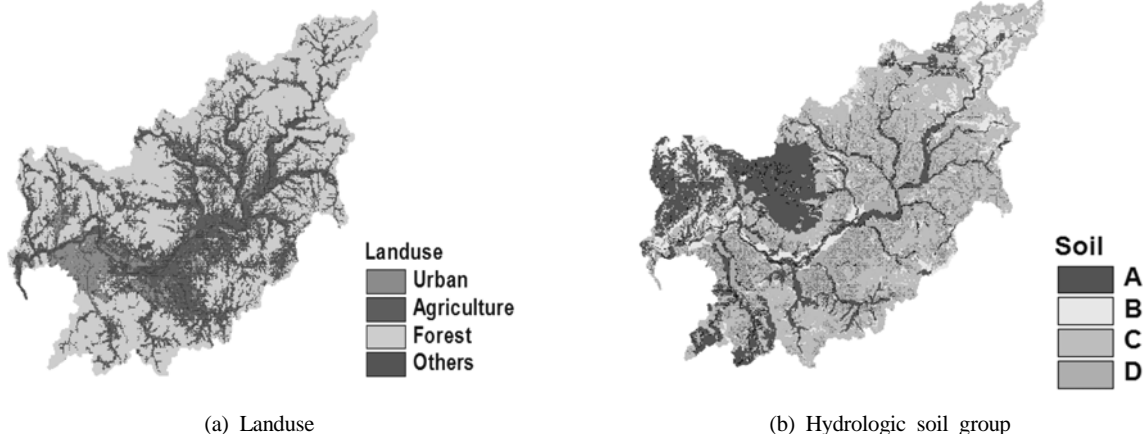 Landuse
Urban
Agriculture
Forest
Others
(a) Landuse
Soil
A
B
C
D
(b) Hydrologic soil group